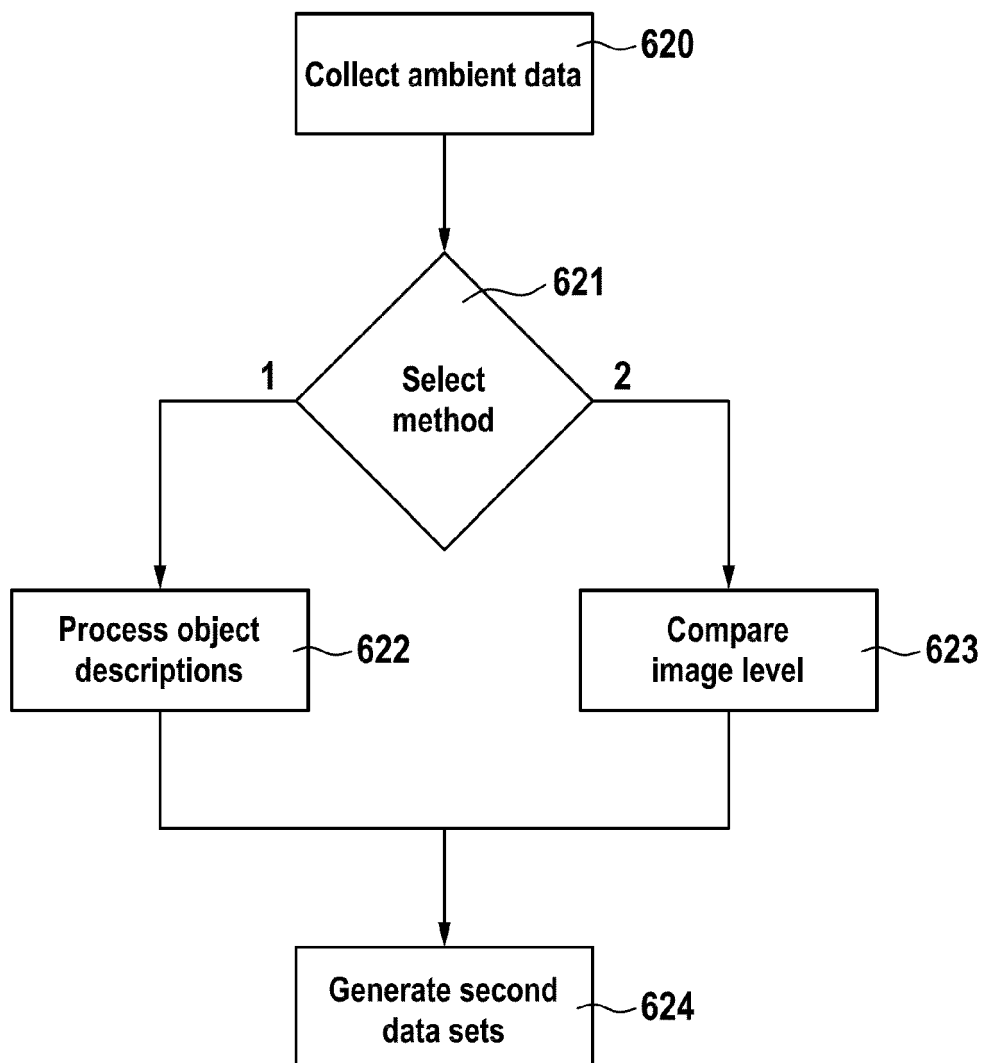 620
Collect ambient data
621
1
2
Select
method
Process object
descriptions
622
Compare
image level
623
Generate second
data sets
624